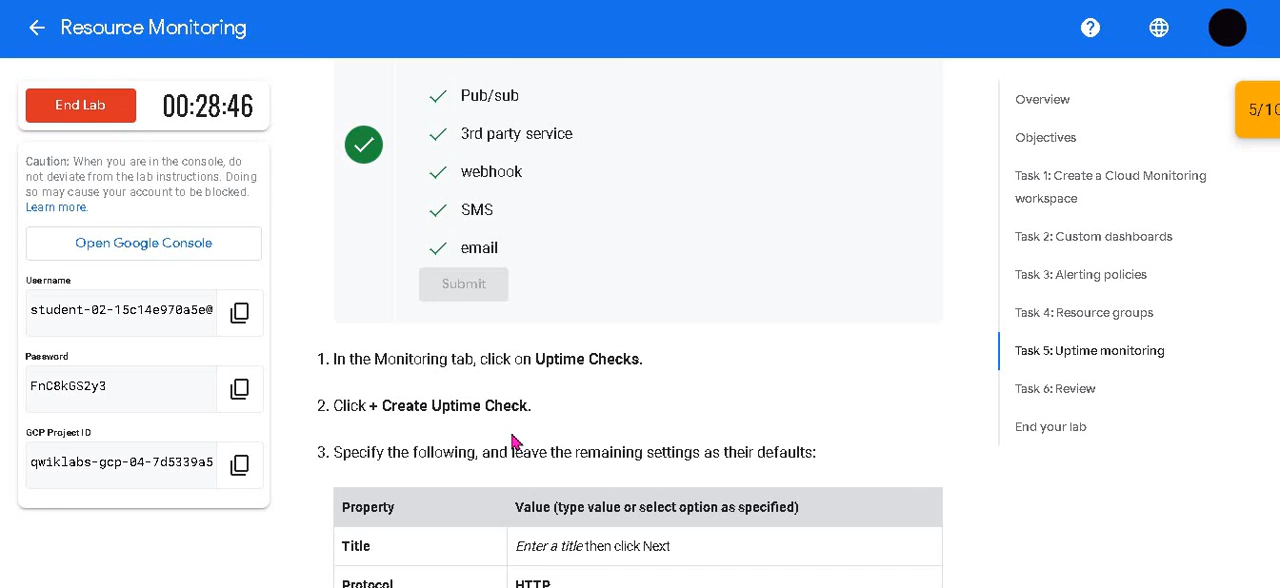 Resource Monitoring
End Lab
00:28:46
Caution: When you are in the console, do
not deviate from the lab instructions. Doing
so may cause your account to be blocked.
Learn more.
Open Google Console
Username
student-02-15c14e970a5e@
Password
FnC8kGS2y3
GCP Project ID
qwiklabs-gcp-04-7d5339a5
Pub/sub
3rd party service
webhook
SMS
email
Submit
1. In the Monitoring tab, click on Uptime Checks.
2. Click + Create Uptime Check.
3. Specify the following, and leave the remaining settings as their defaults:
Property Value (type value or select option as specified)
Title Enter a title then click Next
Protocol HTTP
Overview
Objectives
Task 1: Create a Cloud Monitoring
workspace
Task 2: Custom dashboards
Task 3: Alerting policies
Task 4: Resource groups
Task 5: Uptime monitoring
Task 6: Review
End your lab